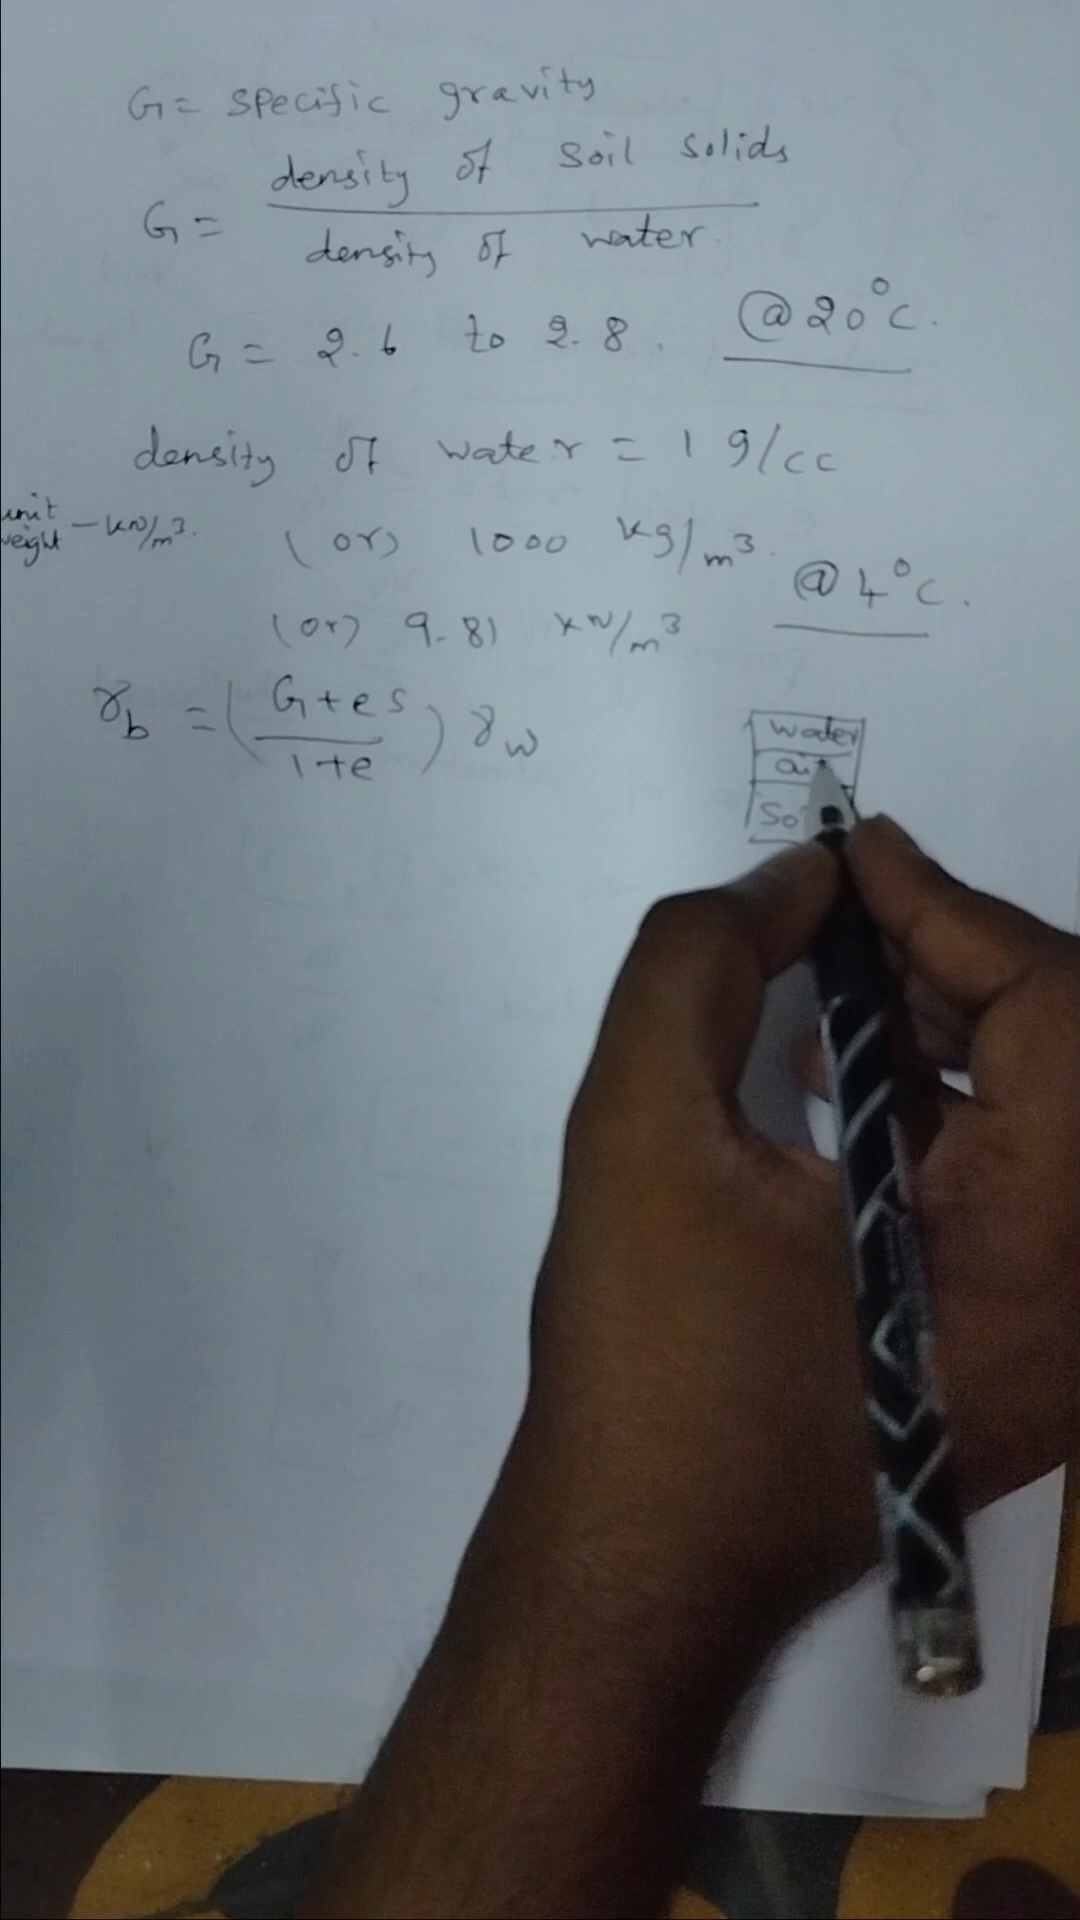 G = specific gravity
G = density of soil solids / density of water
G = 2.6 to 2.8. @20°C.
density of water = 1 g/cc
unit weight - kN/m³.
(or) 1000 kg/m³. @4°C.
(or) 9.81 kN/m³
γb = (G+es / 1+e) γw
water